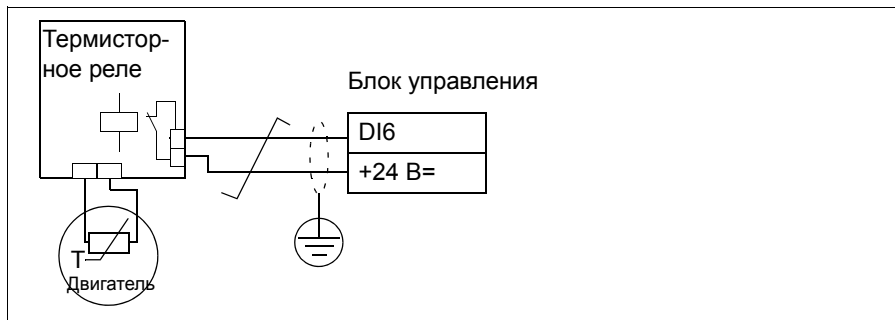 Термистор-
ное реле
Блок управления
DI6
+24 В=
T
Двигатель